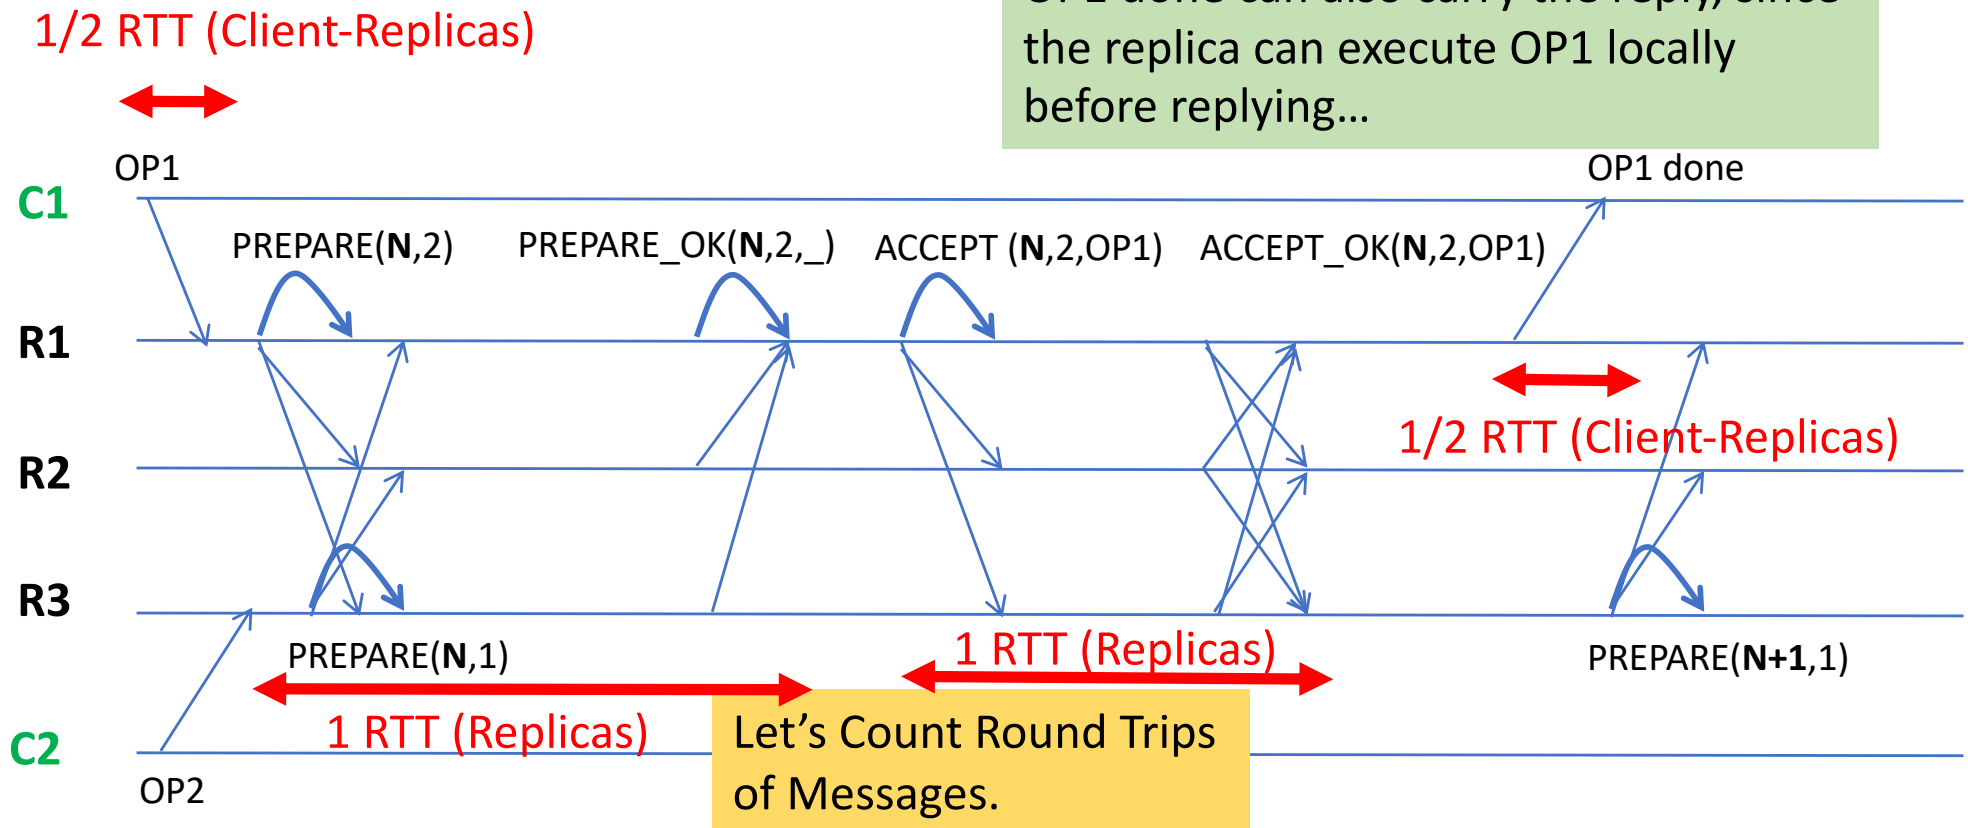 1/2 RTT (Client-Replicas)
the replica can execute OP1 locally
before replying...
OP1
OP1 done
C1
PREPARE(N,2)
PREPARE_OK(N,2,_)
ACCEPT (N,2,OP1)
ACCEPT_OK(N,2,OP1)
R1
1/2 RTT (Client-Replicas)
R2
R3
PREPARE(N,1)
1 RTT (Replicas)
PREPARE(N+1,1)
1 RTT (Replicas)
Let's Count Round Trips
of Messages.
C2
OP2